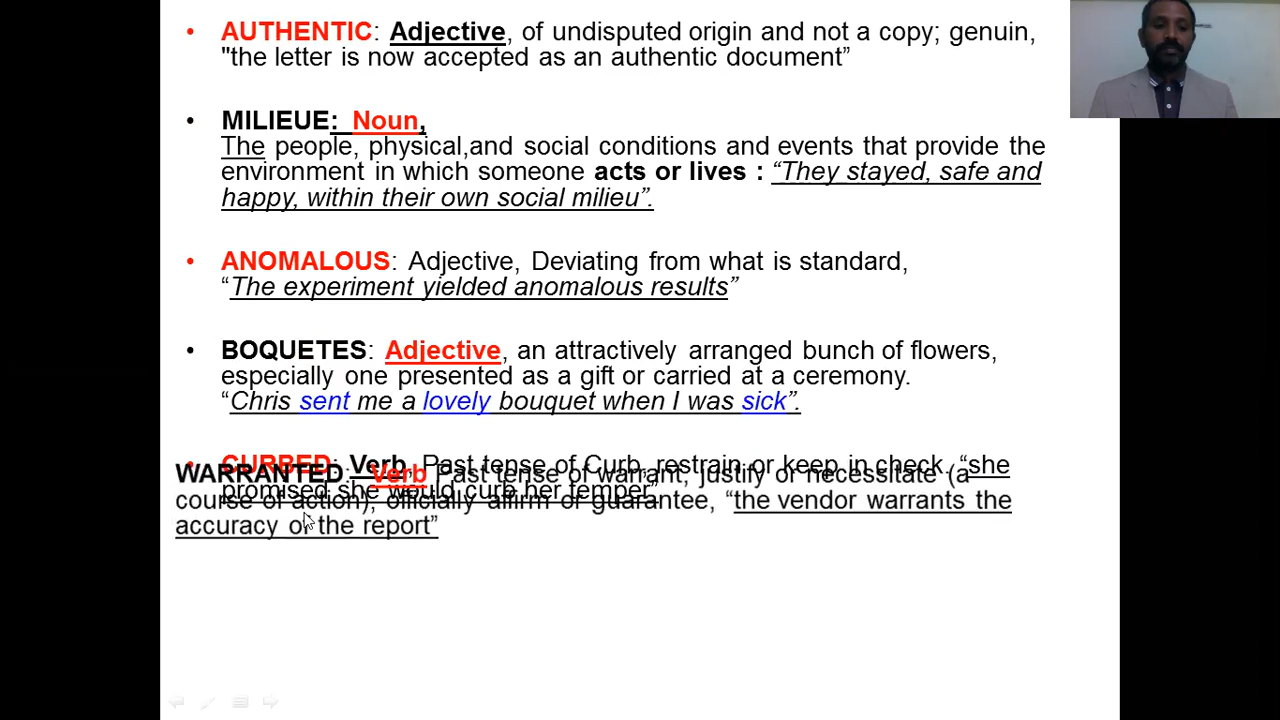 • AUTHENTIC: Adjective, of undisputed origin and not a copy; genuin,
"the letter is now accepted as an authentic document”
• MILIEUE: Noun,
The people, physical,and social conditions and events that provide the
environment in which someone acts or lives : “They stayed, safe and
happy, within their own social milieu”.
• ANOMALOUS: Adjective, Deviating from what is standard,
“The experiment yielded anomalous results”
• BOQUETES: Adjective, an attractively arranged bunch of flowers,
especially one presented as a gift or carried at a ceremony.
“Chris sent me a lovely bouquet when I was sick”.
• CURBED: Verb, Past tense of Curb, restrain or keep in check. “she
promised she would curb her temper”
WARRANTED: Verb Past tense of warrant, justify or necessitate (a
course of action), officially affirm or guarantee, “the vendor warrants the
accuracy of the report”